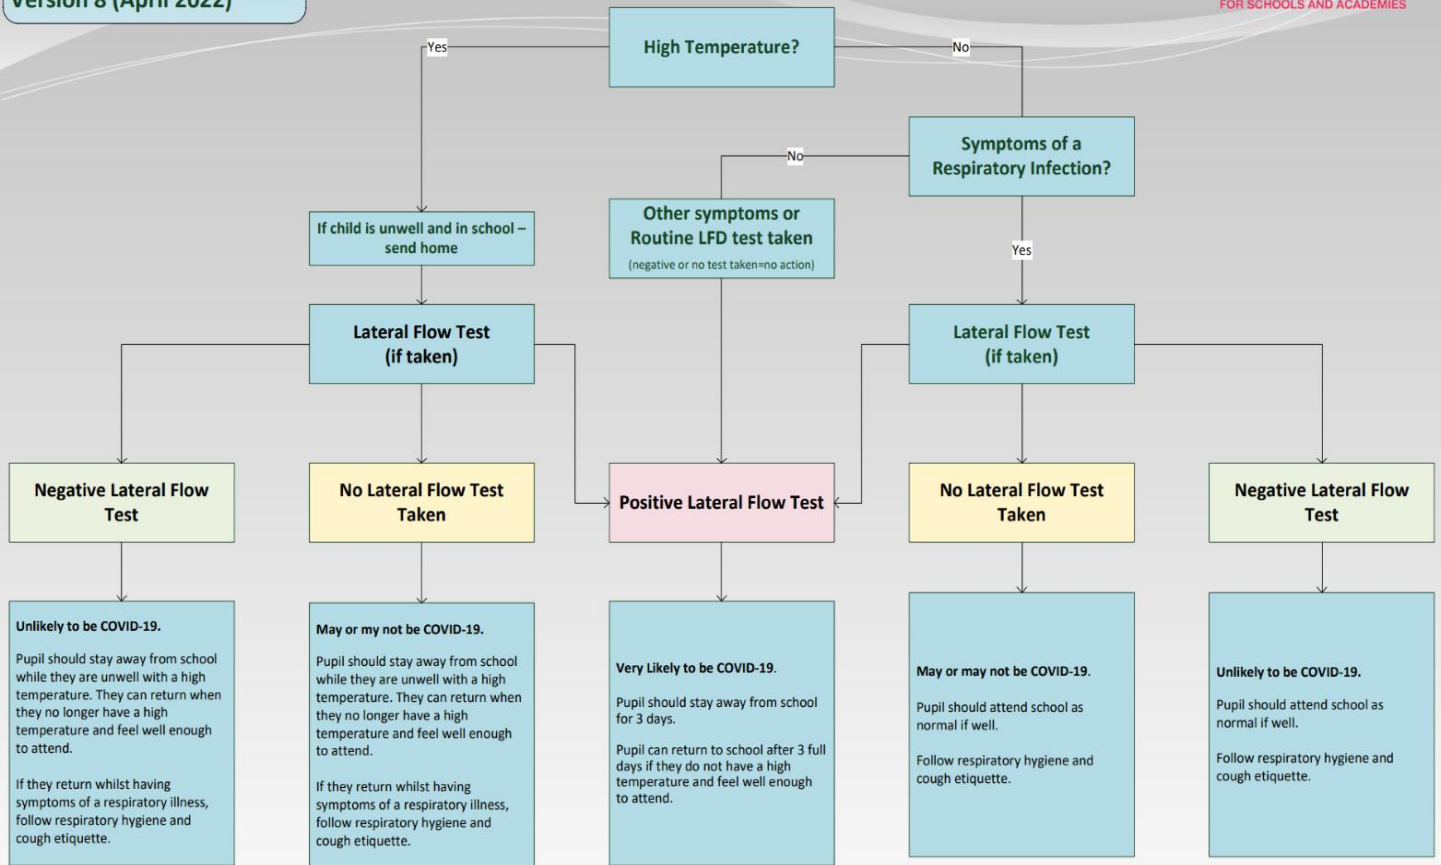 Version 8 (April 2022)
FOR SCHOOLS AND ACADEMIES
High Temperature?
Yes
No
Symptoms of a
Respiratory Infection?
No
Yes
If child is unwell and in school –
send home
Other symptoms or
Routine LFD test taken
(negative or no test taken=no action)
Lateral Flow Test
(if taken)
Lateral Flow Test
(if taken)
Negative Lateral Flow
Test
No Lateral Flow Test
Taken
Positive Lateral Flow Test
No Lateral Flow Test
Taken
Negative Lateral Flow
Test
Unlikely to be COVID-19.
Pupil should stay away from school
while they are unwell with a high
temperature. They can return when
they no longer have a high
temperature and feel well enough
to attend.
If they return whilst having
symptoms of a respiratory illness,
follow respiratory hygiene and
cough etiquette.
May or my not be COVID-19.
Pupil should stay away from school
while they are unwell with a high
temperature. They can return when
they no longer have a high
temperature and feel well enough
to attend.
If they return whilst having
symptoms of a respiratory illness,
follow respiratory hygiene and
cough etiquette.
Very Likely to be COVID-19.
Pupil should stay away from school
for 3 days.
Pupil can return to school after 3 full
days if they do not have a high
temperature and feel well enough
to attend.
May or may not be COVID-19.
Pupil should attend school as
normal if well.
Follow respiratory hygiene and
cough etiquette.
Unlikely to be COVID-19.
Pupil should attend school as
normal if well.
Follow respiratory hygiene and
cough etiquette.